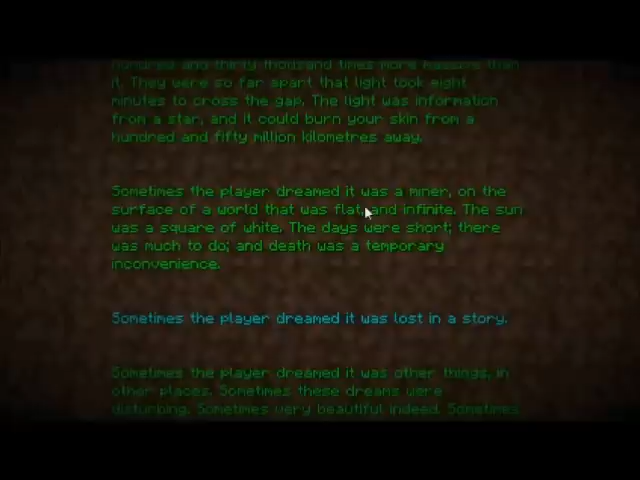 hundred and thirty thousand times more massive than
it. They were so far apart that light took eight
minutes to cross the gap. The light was information
from a star, and it could burn your skin from a
hundred and fifty million kilometres away.
Sometimes the player dreamed it was a miner, on the
surface of a world that was flat, and infinite. The sun
was a square of white. The days were short; there
was much to do; and death was a temporary
inconvenience.
Sometimes the player dreamed it was lost in a story.
Sometimes the player dreamed it was other things, in
other places. Sometimes these dreams were
disturbing. Sometimes very beautiful indeed. Sometimes